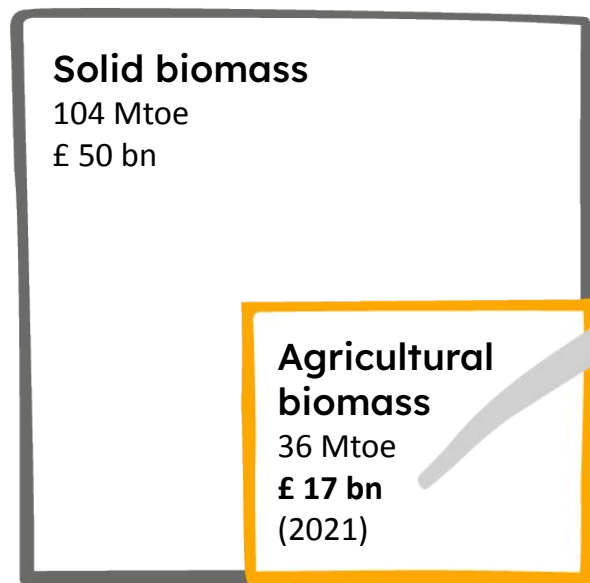 Solid biomass
104 Mtoe
£ 50 bn
Agricultural
biomass
36 Mtoe
£ 17 bn
(2021)